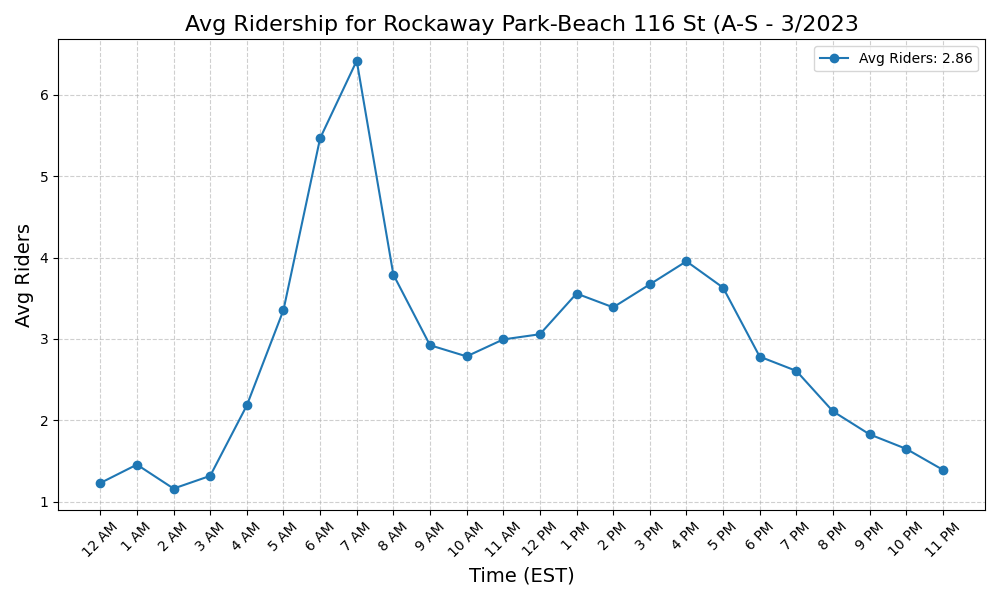 Avg Ridership for Rockaway Park-Beach 116 St (A-S - 3/2023
Avg Riders: 2.86
Avg Riders
6
5
4
3
2
1
12 AM
1 AM
2 AM
3 AM
4 AM
5 AM
6 AM
7 AM
8 AM
9 AM
10 AM
11 AM
12 PM
1 PM
2 PM
3 PM
4 PM
5 PM
6 PM
7 PM
8 PM
9 PM
10 PM
11 PM
Time (EST)